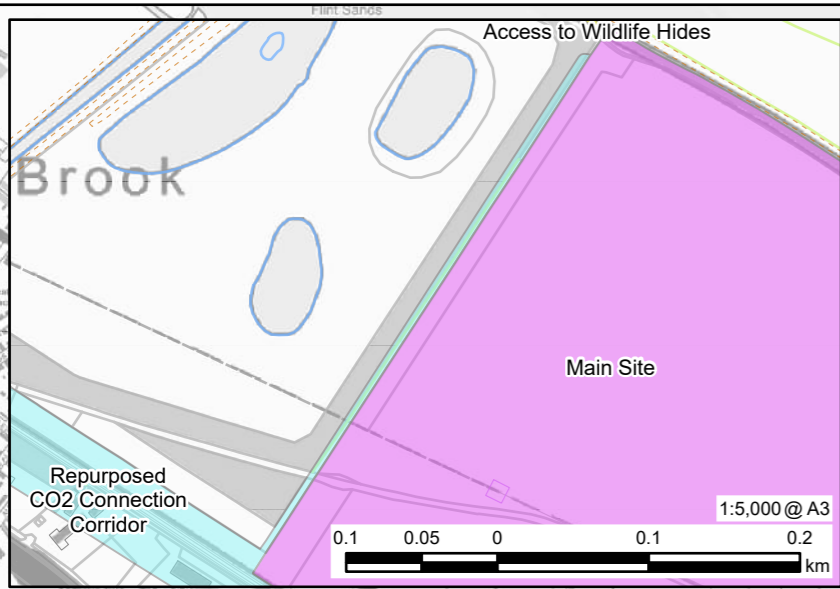 Flint Sands
Access to Wildlife Hides
Brook
Main Site
Repurposed
CO2 Connection
Corridor
1:5,000 @ A3
0.1 0.05 0 0.1 0.2
km